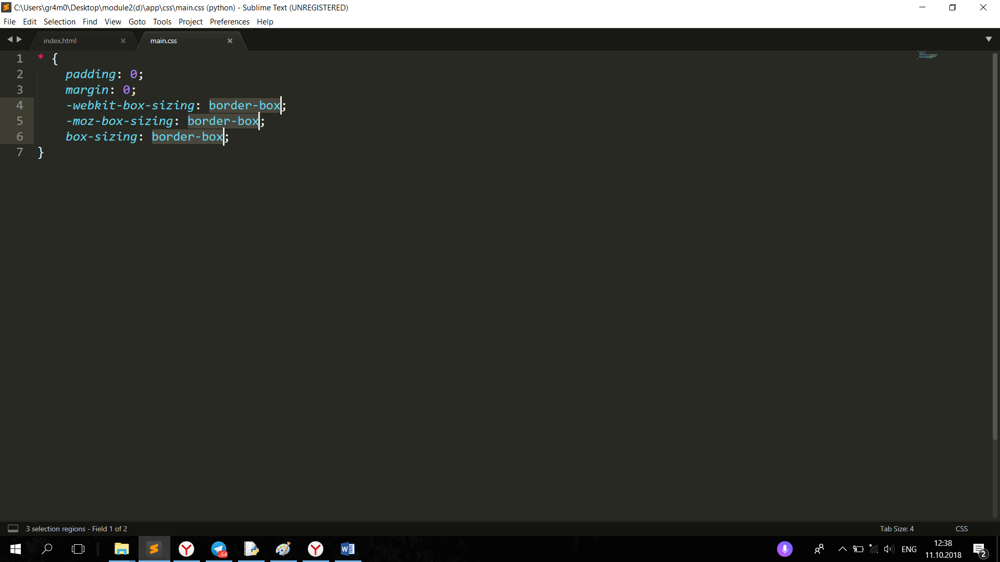 C:\Users\gr4m0\Desktop\module2(d)\app\css\main.css (python) - Sublime Text (UNREGISTERED)
File Edit Selection Find View Goto Tools Project Preferences Help
index.html main.css
1 * {
2 padding: 0;
3 margin: 0;
4 -webkit-box-sizing: border-box;
5 -moz-box-sizing: border-box;
6 box-sizing: border-box;
7 }
3 selection regions - Field 1 of 2 Tab Size: 4 CSS
ENG 12:38
11.10.2018
2